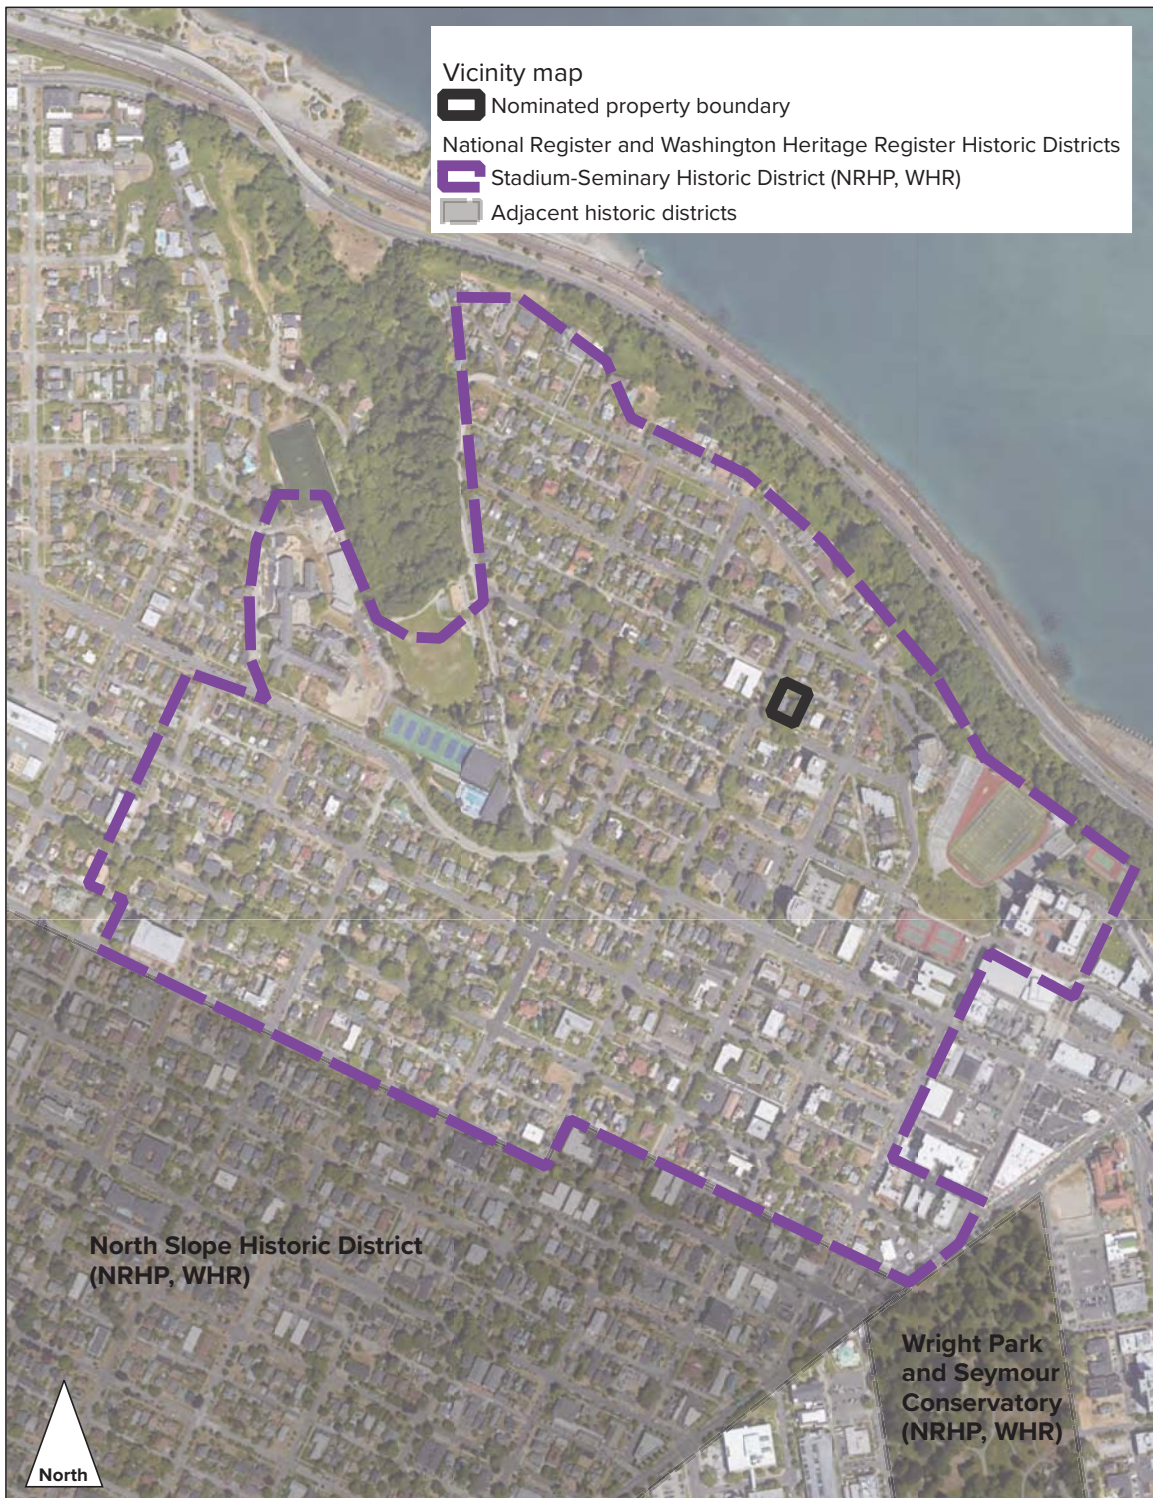 Vicinity map
Nominated property boundary
National Register and Washington Heritage Register Historic Districts
Stadium-Seminary Historic District (NRHP, WHR)
Adjacent historic districts
North Slope Historic District
(NRHP, WHR)
Wright Park
and Seymour
Conservatory
(NRHP, WHR)
North